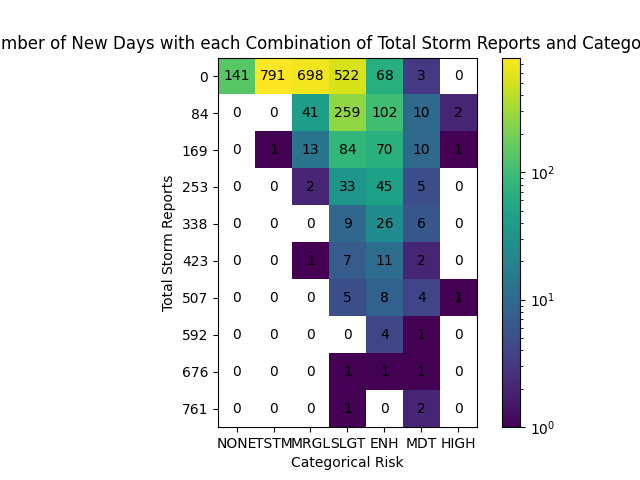 mber of New Days with each Combination of Total Storm Reports and Catego
0 141 791 698 522 68 3 0
84 0 0 41 259 102 10 2
169 0 1 13 84 70 10 1
253 0 0 2 33 45 5 0
338 0 0 0 9 26 6 0
423 0 0 1 7 11 2 0
507 0 0 0 5 8 4 1
592 0 0 0 0 4 1 0
676 0 0 0 1 1 1 0
761 0 0 0 1 0 2 0
NONE TSTM MRGL SLGT ENH MDT HIGH
Categorical Risk
Total Storm Reports
10²
10¹
10⁰